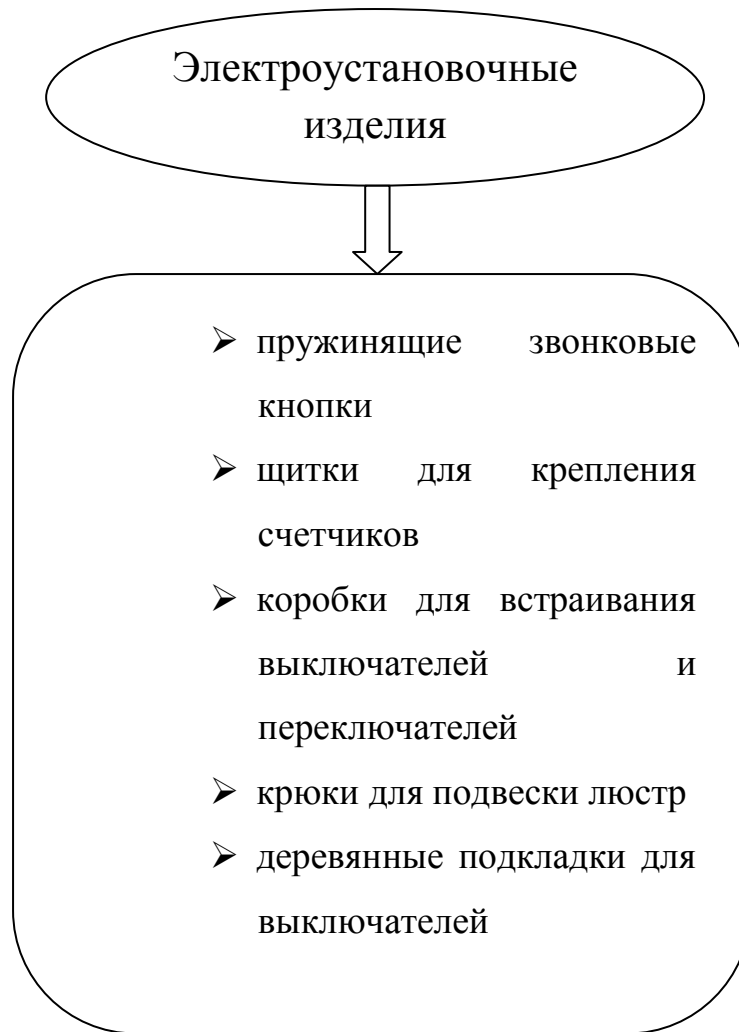 Электроустановочные
изделия
➢ пружинящие звонковые
кнопки
➢ щитки для крепления
счетчиков
➢ коробки для встраивания
выключателей и
переключателей
➢ крюки для подвески люстр
➢ деревянные подкладки для
выключателей